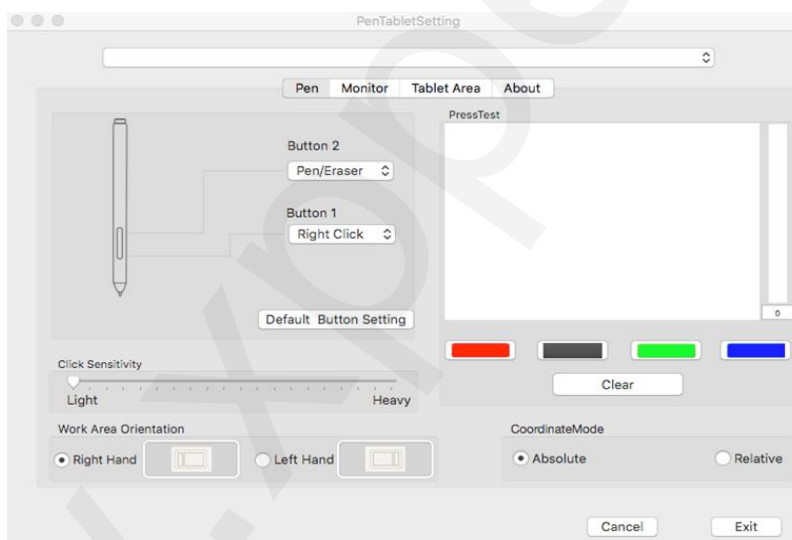 PenTabletSetting
Pen Monitor Tablet Area About
PressTest
Button 2
Pen/Eraser
Button 1
Right Click
Default Button Setting
0
Click Sensitivity
Light Heavy
Clear
Work Area Orientation
Right Hand Left Hand
CoordinateMode
Absolute Relative
Cancel Exit